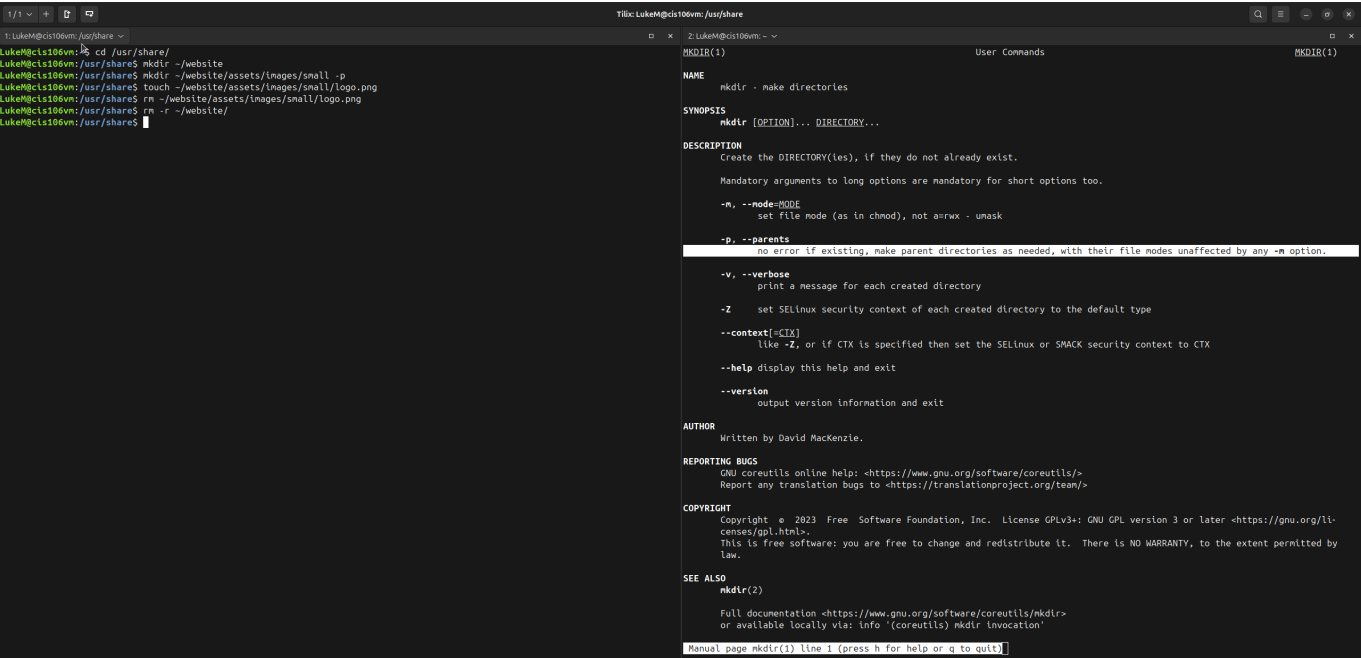 1/1
Tilix: LukeM@cis106vm: /usr/share
1: LukeM@cis106vm: /usr/share
LukeM@cis106vm:~$ cd /usr/share/
LukeM@cis106vm:/usr/share$ mkdir ~/website
LukeM@cis106vm:/usr/share$ mkdir ~/website/assets/images/small -p
LukeM@cis106vm:/usr/share$ touch ~/website/assets/images/small/logo.png
LukeM@cis106vm:/usr/share$ rm ~/website/assets/images/small/logo.png
LukeM@cis106vm:/usr/share$ rm -r ~/website/
LukeM@cis106vm:/usr/share$
2: LukeM@cis106vm: ~
MKDIR(1) User Commands MKDIR(1)
NAME
mkdir - make directories
SYNOPSIS
mkdir [OPTION]... DIRECTORY...
DESCRIPTION
Create the DIRECTORY(ies), if they do not already exist.
Mandatory arguments to long options are mandatory for short options too.
-m, --mode=MODE
set file mode (as in chmod), not a=rwx - umask
-p, --parents
no error if existing, make parent directories as needed, with their file modes unaffected by any -m option.
-v, --verbose
print a message for each created directory
-Z set SELinux security context of each created directory to the default type
--context[=CTX]
like -Z, or if CTX is specified then set the SELinux or SMACK security context to CTX
--help display this help and exit
--version
output version information and exit
AUTHOR
Written by David MacKenzie.
REPORTING BUGS
GNU coreutils online help: <https://www.gnu.org/software/coreutils/>
Report any translation bugs to <https://translationproject.org/team/>
COPYRIGHT
Copyright © 2023 Free Software Foundation, Inc. License GPLv3+: GNU GPL version 3 or later <https://gnu.org/li-
censes/gpl.html>.
This is free software: you are free to change and redistribute it. There is NO WARRANTY, to the extent permitted by
law.
SEE ALSO
mkdir(2)
Full documentation <https://www.gnu.org/software/coreutils/mkdir>
or available locally via: info '(coreutils) mkdir invocation'
Manual page mkdir(1) line 1 (press h for help or q to quit)